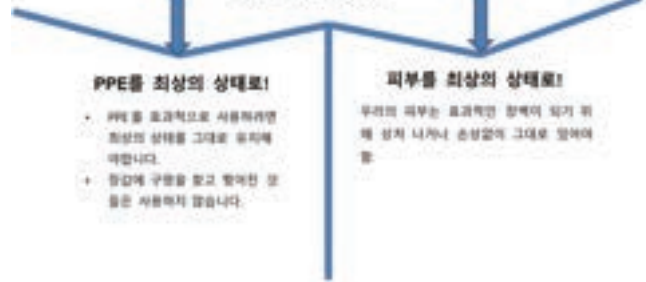 PPE를 최상의 상태로!
• PPE를 효과적으로 사용하려면
최상의 상태를 그대로 유지해
야합니다.
• 장갑에 구멍을 찾고 찢어진 것
들은 사용하지 않습니다.
피부를 최상의 상태로!
우리의 피부는 효과적인 장벽이 되기 위
해 상처 나거나 손상없이 그대로 있어야
함.